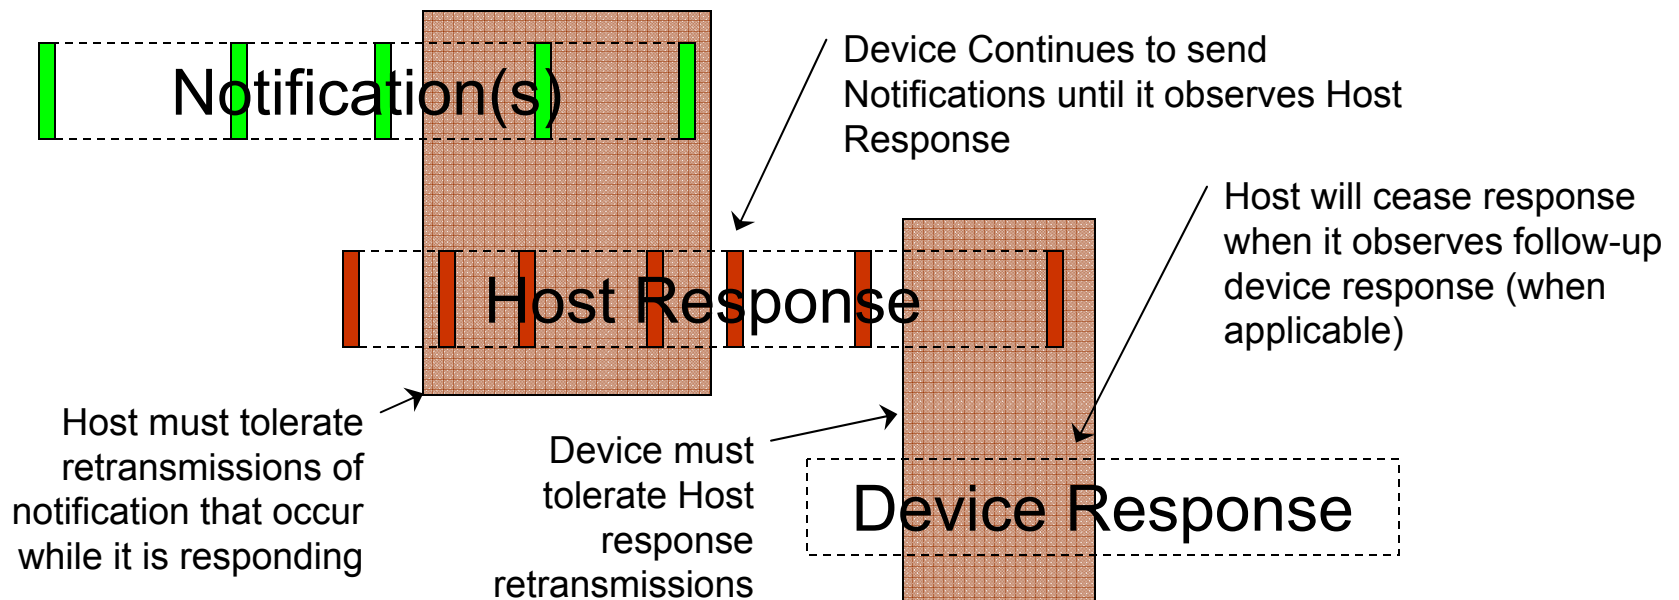 Notification(s)
Device Continues to send
Notifications until it observes Host
Response
Host will cease response
when it observes follow-up
device response (when
applicable)
Host Response
Host must tolerate
retransmissions of
notification that occur
while it is responding
Device must
tolerate Host
response
retransmissions
Device Response